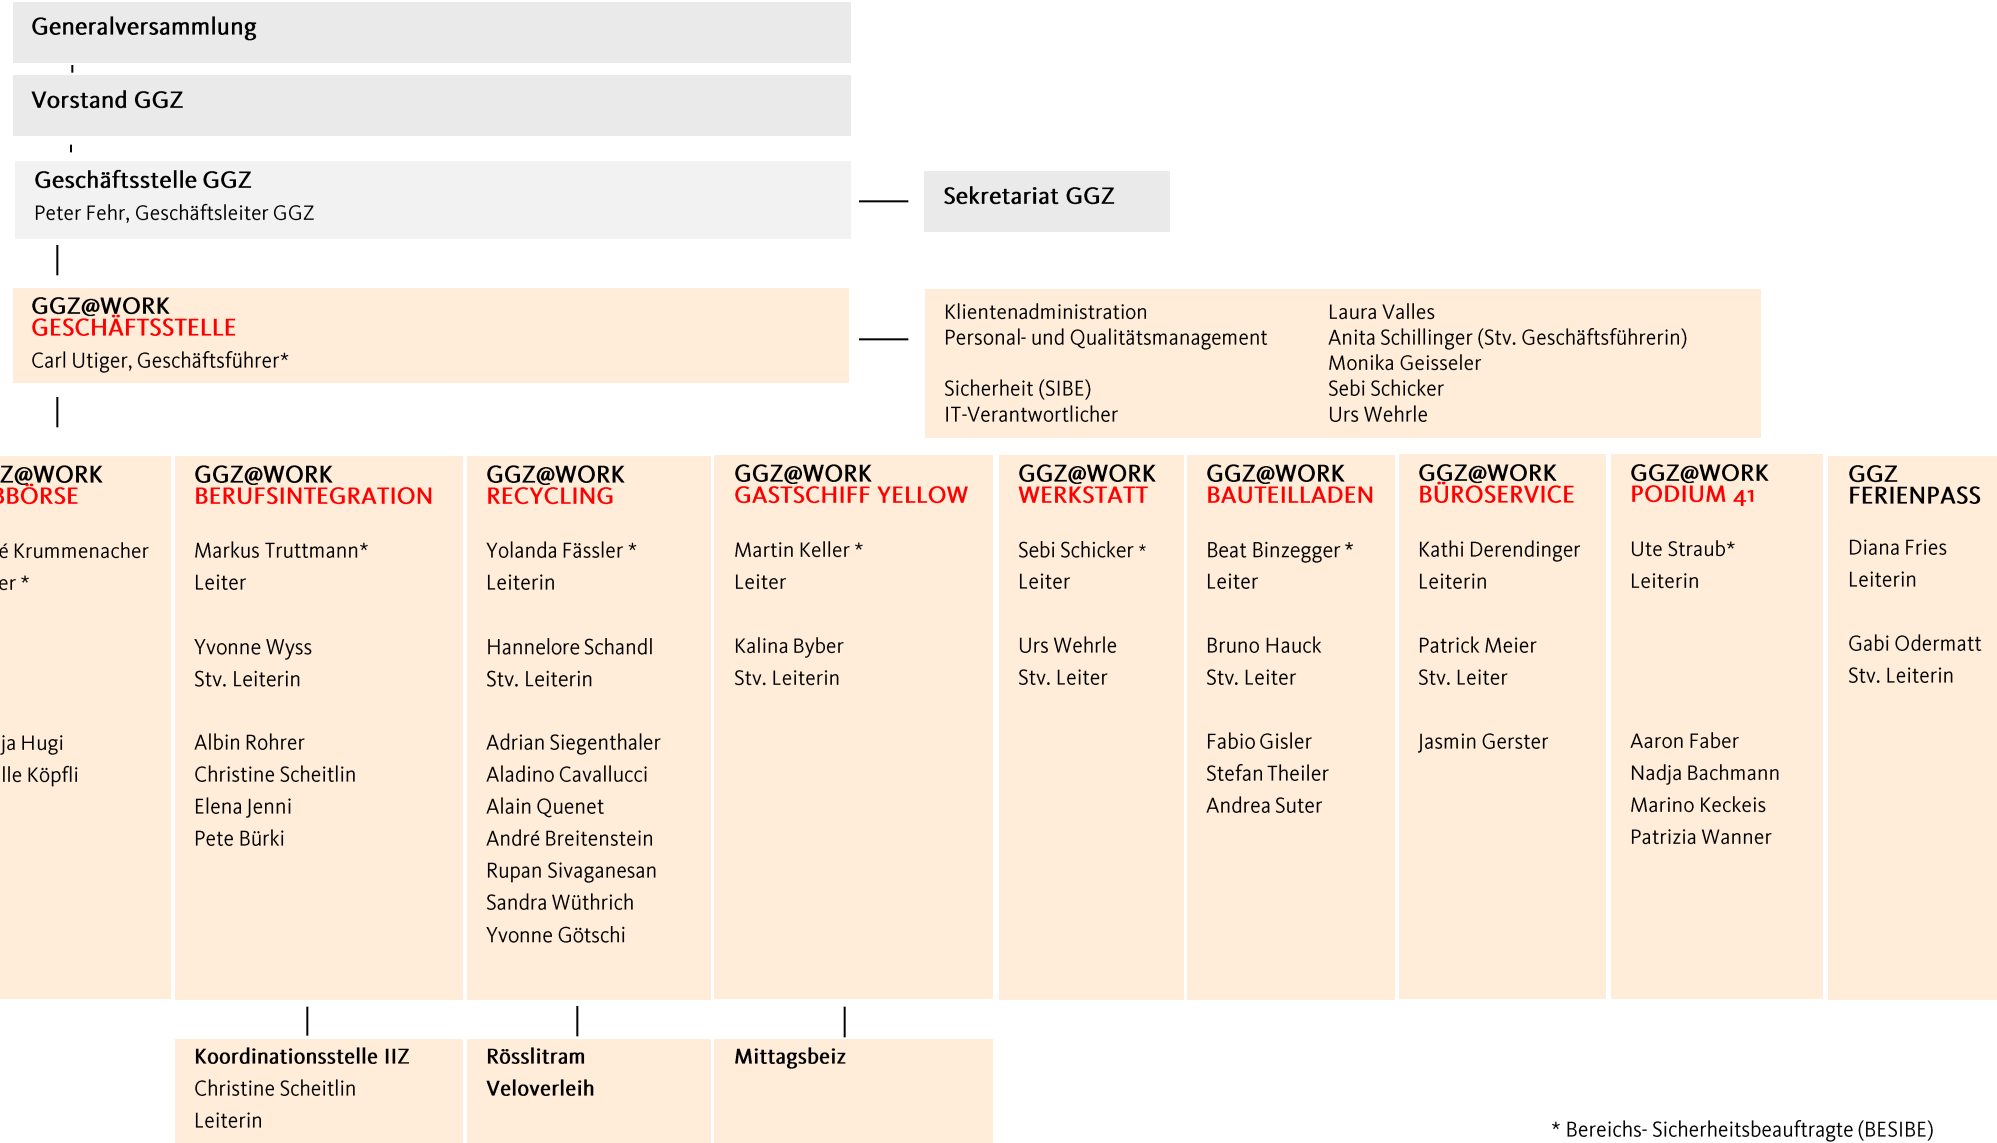 Generalversammlung
Vorstand GGZ
Geschäftsstelle GGZ
Peter Fehr, Geschäftsleiter GGZ
Sekretariat GGZ
GGZ@WORK
GESCHÄFTSSTELLE
Carl Utiger, Geschäftsführer*
Klientenadministration Laura Valles
Personal- und Qualitätsmanagement Anita Schillinger (Stv. Geschäftsführerin)
Monika Geisseler
Sicherheit (SIBE) Sebi Schicker
IT-Verantwortlicher Urs Wehrle
Z@WORK
BBÖRSE
é Krummenacher
er *
ja Hugi
lle Köpfli
GGZ@WORK
BERUFSINTEGRATION
Markus Truttmann*
Leiter
Yvonne Wyss
Stv. Leiterin
Albin Rohrer
Christine Scheitlin
Elena Jenni
Pete Bürki
Koordinationsstelle IIZ
Christine Scheitlin
Leiterin
GGZ@WORK
RECYCLING
Yolanda Fässler *
Leiterin
Hannelore Schandl
Stv. Leiterin
Adrian Siegenthaler
Aladino Cavallucci
Alain Quenet
André Breitenstein
Rupan Sivaganesan
Sandra Wüthrich
Yvonne Götschi
Rösslitram
Veloverleih
GGZ@WORK
GASTSCHIFF YELLOW
Martin Keller *
Leiter
Kalina Byber
Stv. Leiterin
Mittagsbeiz
GGZ@WORK
WERKSTATT
Sebi Schicker *
Leiter
Urs Wehrle
Stv. Leiter
GGZ@WORK
BAUTEILLADEN
Beat Binzegger *
Leiter
Bruno Hauck
Stv. Leiter
Fabio Gisler
Stefan Theiler
Andrea Suter
GGZ@WORK
BÜROSERVICE
Kathi Derendinger
Leiterin
Patrick Meier
Stv. Leiter
Jasmin Gerster
GGZ@WORK
PODIUM 41
Ute Straub*
Leiterin
Aaron Faber
Nadja Bachmann
Marino Keckeis
Patrizia Wanner
GGZ
FERIENPASS
Diana Fries
Leiterin
Gabi Odermatt
Stv. Leiterin
* Bereichs- Sicherheitsbeauftragte (BESIBE)